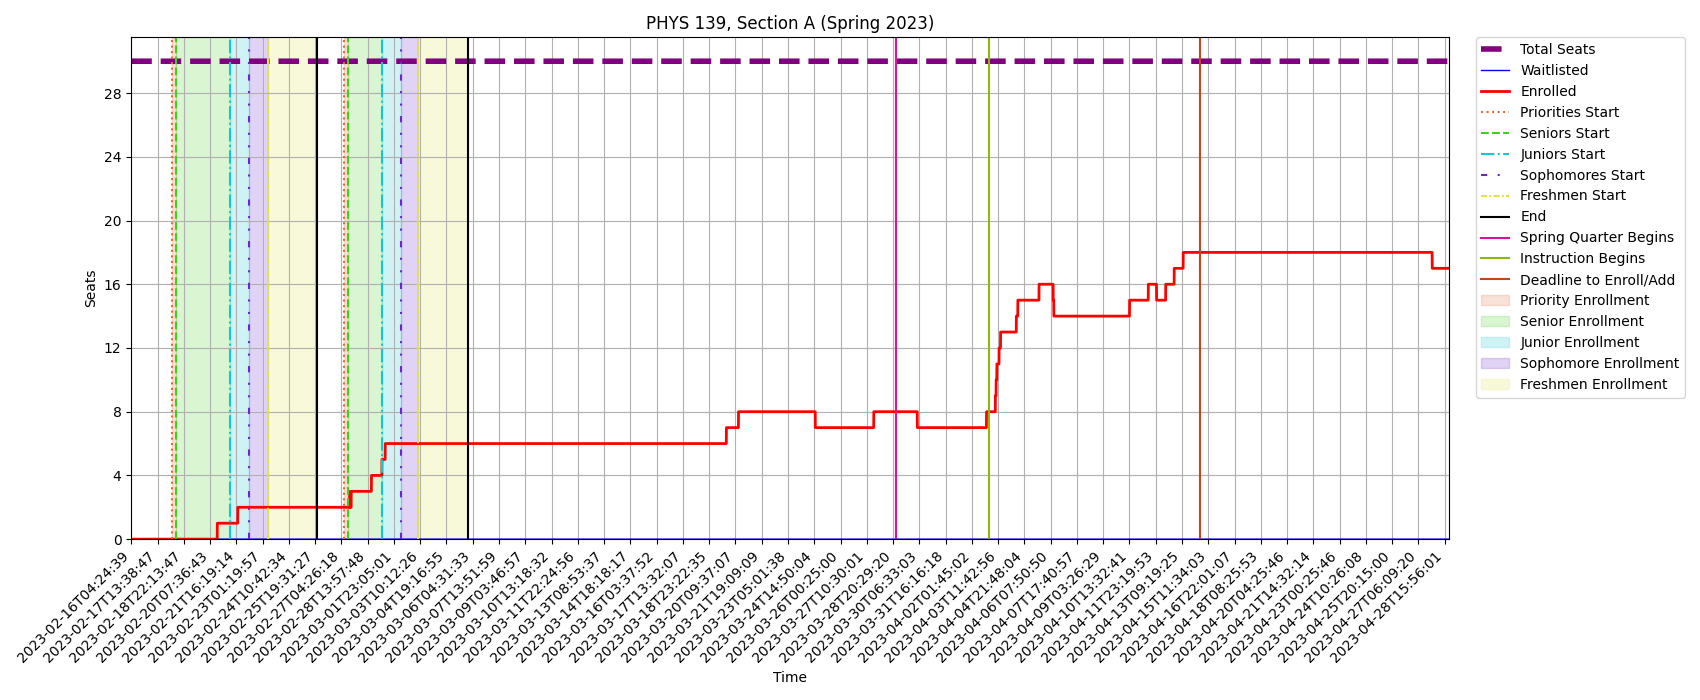 PHYS 139, Section A (Spring 2023)
Seats
28
24
20
16
12
8
4
0
2023-02-16T04:24:39
2023-02-17T13:38:47
2023-02-18T22:13:47
2023-02-20T07:36:43
2023-02-21T16:19:14
2023-02-23T01:19:57
2023-02-24T10:42:34
2023-02-25T19:31:27
2023-02-27T04:26:18
2023-02-28T13:57:48
2023-03-01T23:05:01
2023-03-03T10:12:26
2023-03-04T19:16:55
2023-03-06T04:31:33
2023-03-07T13:51:59
2023-03-09T03:46:57
2023-03-10T13:18:32
2023-03-11T22:24:56
2023-03-13T08:53:37
2023-03-14T18:18:17
2023-03-16T03:37:52
2023-03-17T13:32:07
2023-03-18T23:22:35
2023-03-20T09:37:07
2023-03-21T19:09:09
2023-03-23T05:01:38
2023-03-24T14:50:04
2023-03-26T00:25:00
2023-03-27T10:30:01
2023-03-28T20:29:20
2023-03-30T06:33:03
2023-03-31T16:16:18
2023-04-02T01:45:02
2023-04-03T11:42:56
2023-04-04T21:48:04
2023-04-06T07:50:50
2023-04-07T17:40:57
2023-04-09T03:26:29
2023-04-10T13:32:41
2023-04-11T23:19:53
2023-04-13T09:19:25
2023-04-15T11:34:03
2023-04-16T22:01:07
2023-04-18T08:25:53
2023-04-20T04:25:46
2023-04-21T14:32:14
2023-04-23T00:25:46
2023-04-24T10:26:08
2023-04-25T20:15:00
2023-04-27T06:09:20
2023-04-28T15:56:01
Time
Total Seats
Waitlisted
Enrolled
Priorities Start
Seniors Start
Juniors Start
Sophomores Start
Freshmen Start
End
Spring Quarter Begins
Instruction Begins
Deadline to Enroll/Add
Priority Enrollment
Senior Enrollment
Junior Enrollment
Sophomore Enrollment
Freshmen Enrollment